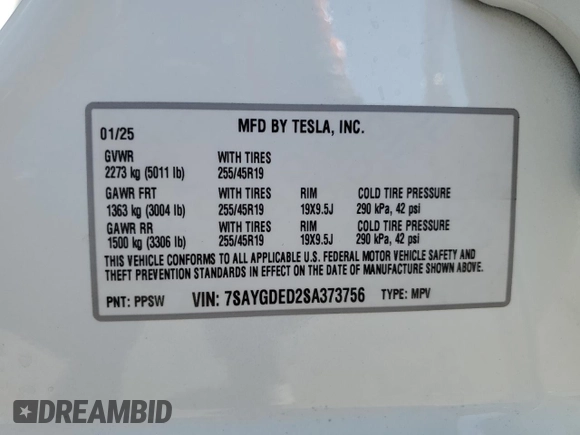 01/25 MFD BY TESLA, INC.
GVWR WITH TIRES
2273 kg (5011 lb) 255/45R19
GAWR FRT WITH TIRES RIM COLD TIRE PRESSURE
1363 kg (3004 lb) 255/45R19 19X9.5J 290 kPa, 42 psi
GAWR RR WITH TIRES RIM COLD TIRE PRESSURE
1500 kg (3306 lb) 255/45R19 19X9.5J 290 kPa, 42 psi
THIS VEHICLE CONFORMS TO ALL APPLICABLE U.S. FEDERAL MOTOR VEHICLE SAFETY AND
THEFT PREVENTION STANDARDS IN EFFECT ON THE DATE OF MANUFACTURE SHOWN ABOVE.
PNT: PPSW VIN: 7SAYGDED2SA373756 TYPE: MPV
DREAMBID